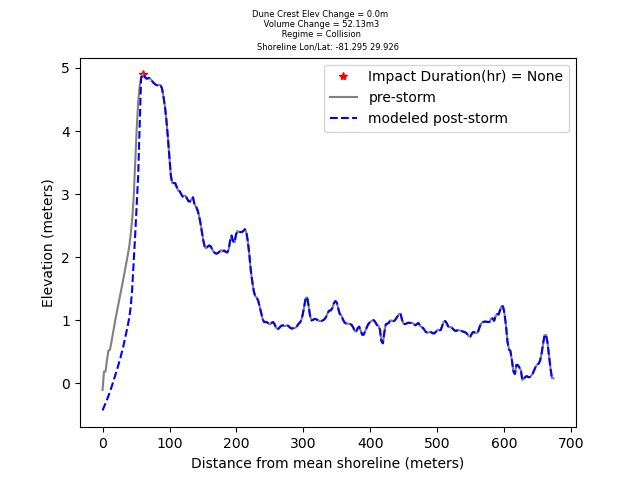 Dune Crest Elev Change = 0.0m
Volume Change = 52.13m3
Regime = Collision
Shoreline Lon/Lat: -81.295 29.926
Impact Duration(hr) = None
pre-storm
modeled post-storm
5
4
3
2
1
0
Elevation (meters)
0 100 200 300 400 500 600 700
Distance from mean shoreline (meters)